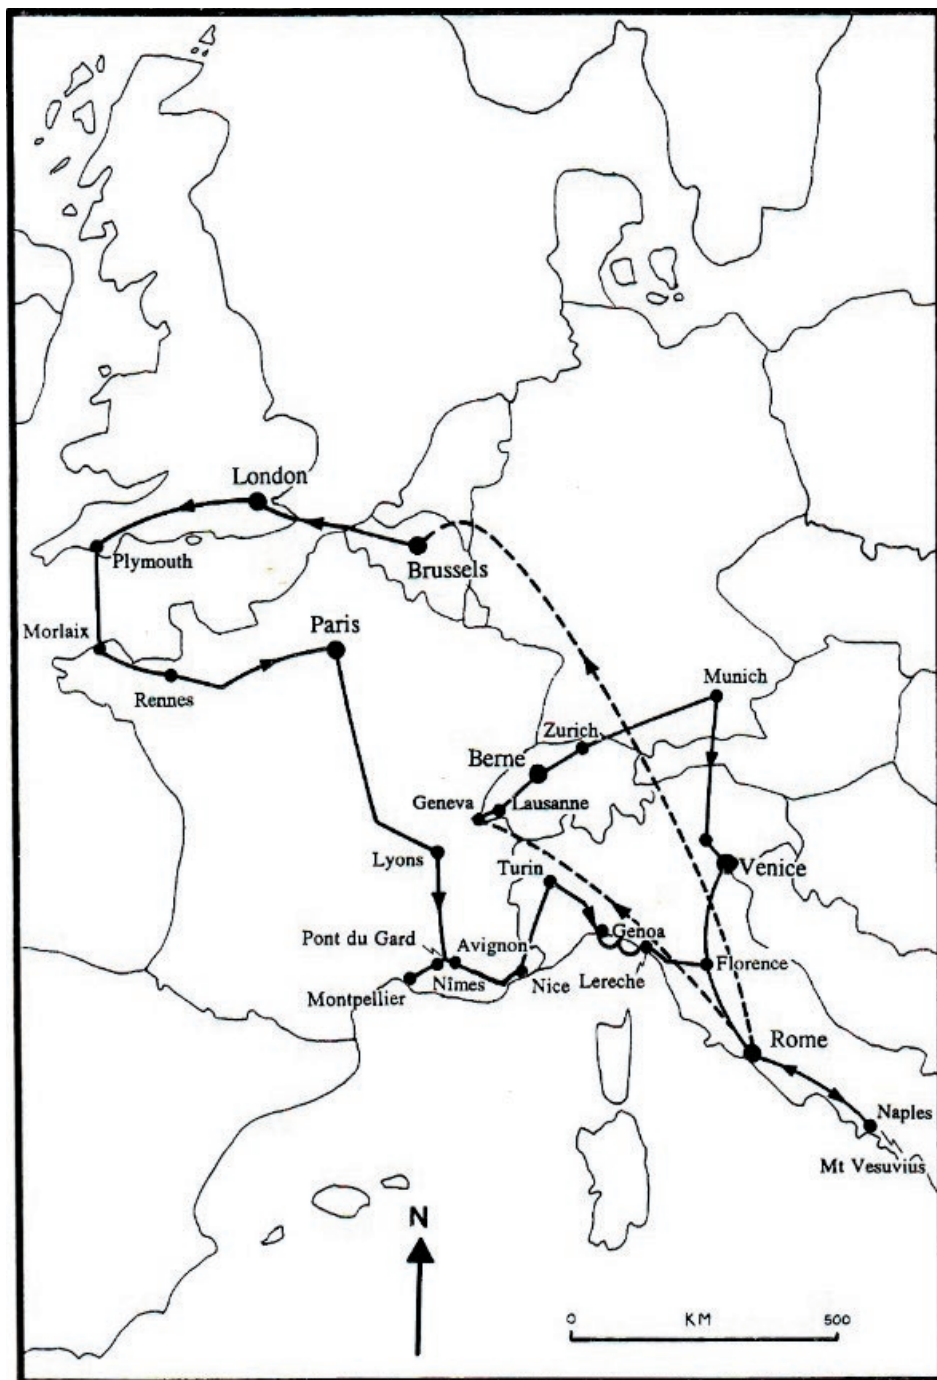 London
Plymouth
Brussels
Morlaix
Paris
Rennes
Munich
Zurich
Berne
Geneva
Lausanne
Lyons
Turin
Venice
Pont du Gard
Avignon
Genoa
Montpellier
Nîmes
Nice
Lereche
Florence
Rome
Naples
Mt Vesuvius
N
0 KM 500